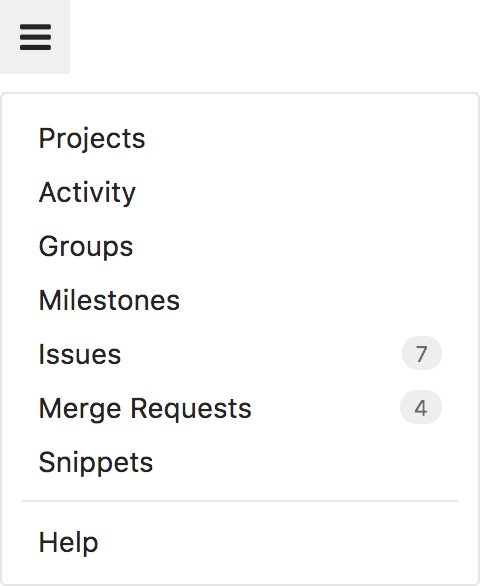 Projects
Activity
Groups
Milestones
Issues 7
Merge Requests 4
Snippets
Help